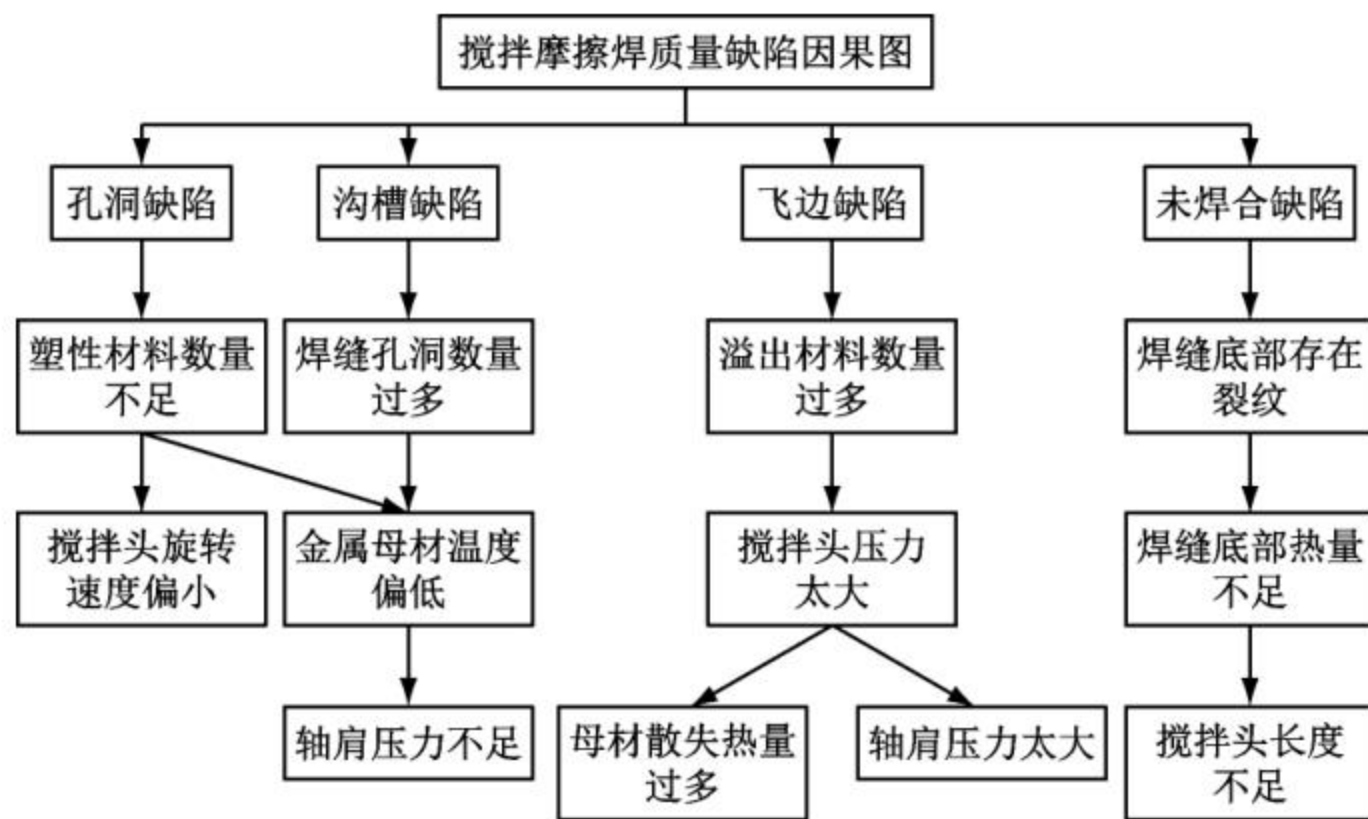 搅拌摩擦焊质量缺陷因果图
孔洞缺陷
沟槽缺陷
飞边缺陷
未焊合缺陷
塑性材料数量
不足
焊缝孔洞数量
过多
溢出材料数量
过多
焊缝底部存在
裂纹
搅拌头旋转
速度偏小
金属母材温度
偏低
搅拌头压力
太大
焊缝底部热量
不足
轴肩压力不足
母材散失热量
过多
轴肩压力太大
搅拌头长度
不足